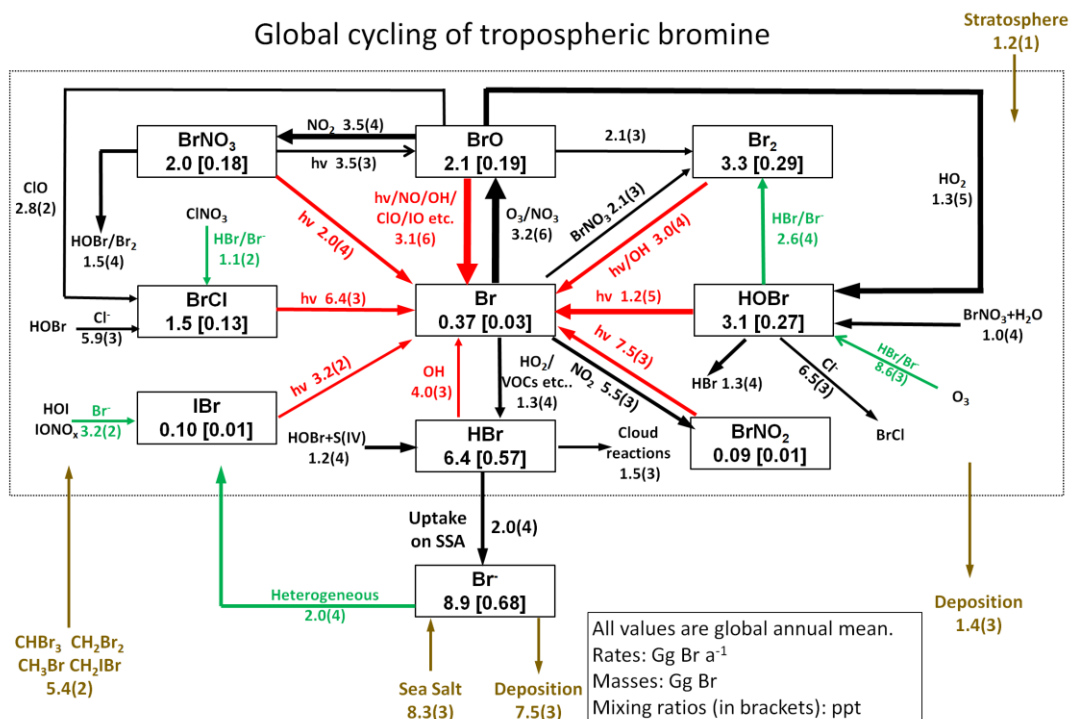 Global cycling of tropospheric bromine
Stratosphere
1.2(1)
BrNO₃
2.0 [0.18]
NO₂ 3.5(4)
hv 3.5(3)
BrO
2.1 [0.19]
2.1(3)
Br₂
3.3 [0.29]
HO₂
1.3(5)
ClO
2.8(2)
HOBr/Br₂
1.5(4)
ClNO₃
HBr/Br⁻
1.1(2)
hv 2.0(4)
hv/NO/OH/
ClO/IO etc.
3.1(6)
O₃/NO₃
3.2(6)
BrNO₃ 2.1(3)
hv/OH 3.0(4)
HBr/Br⁻
2.6(4)
BrCl
1.5 [0.13]
HOBr
Cl⁻
5.9(3)
hv 6.4(3)
Br
0.37 [0.03]
hv 1.2(5)
HOBr
3.1 [0.27]
BrNO₃+H₂O
1.0(4)
hv 3.2(2)
OH
4.0(3)
HO₂/
VOCs etc..
1.3(4)
hv 7.5(3)
NO₂ 5.5(3)
HBr 1.3(4)
Cl⁻
6.5(3)
HBr/Br⁻
8.6(3)
O₃
BrCl
HOI
IONOₓ
Br⁻
3.2(2)
IBr
0.10 [0.01]
HOBr+S(IV)
1.2(4)
HBr
6.4 [0.57]
Cloud
reactions
1.5(3)
BrNO₂
0.09 [0.01]
Uptake
on SSA
2.0(4)
Br⁻
8.9 [0.68]
Heterogeneous
2.0(4)
CHBr₃ CH₂Br₂
CH₃Br CH₂IBr
5.4(2)
Sea Salt
8.3(3)
Deposition
7.5(3)
Deposition
1.4(3)
All values are global annual mean.
Rates: Gg Br a⁻¹
Masses: Gg Br
Mixing ratios (in brackets): ppt